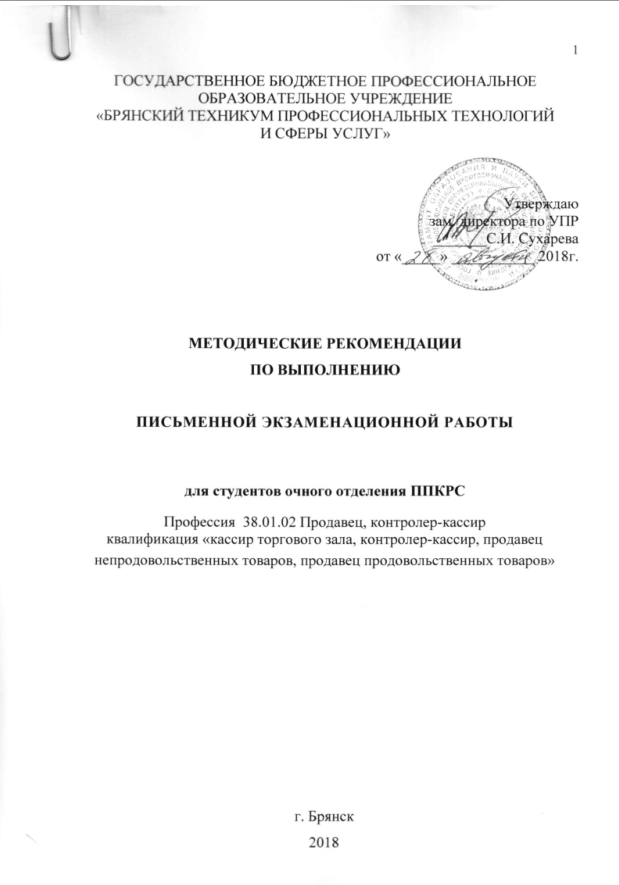 1
ГОСУДАРСТВЕННОЕ БЮДЖЕТНОЕ ПРОФЕССИОНАЛЬНОЕ
ОБРАЗОВАТЕЛЬНОЕ УЧРЕЖДЕНИЕ
«БРЯНСКИЙ ТЕХНИКУМ ПРОФЕССИОНАЛЬНЫХ ТЕХНОЛОГИЙ
И СФЕРЫ УСЛУГ»
Утверждаю
зам. директора по УПР
С.И. Сухарева
от « 28 » августа 2018г.
МЕТОДИЧЕСКИЕ РЕКОМЕНДАЦИИ
ПО ВЫПОЛНЕНИЮ
ПИСЬМЕННОЙ ЭКЗАМЕНАЦИОННОЙ РАБОТЫ
для студентов очного отделения ППКРС
Профессия 38.01.02 Продавец, контролер-кассир
квалификация «кассир торгового зала, контролер-кассир, продавец
непродовольственных товаров, продавец продовольственных товаров»
г. Брянск
2018